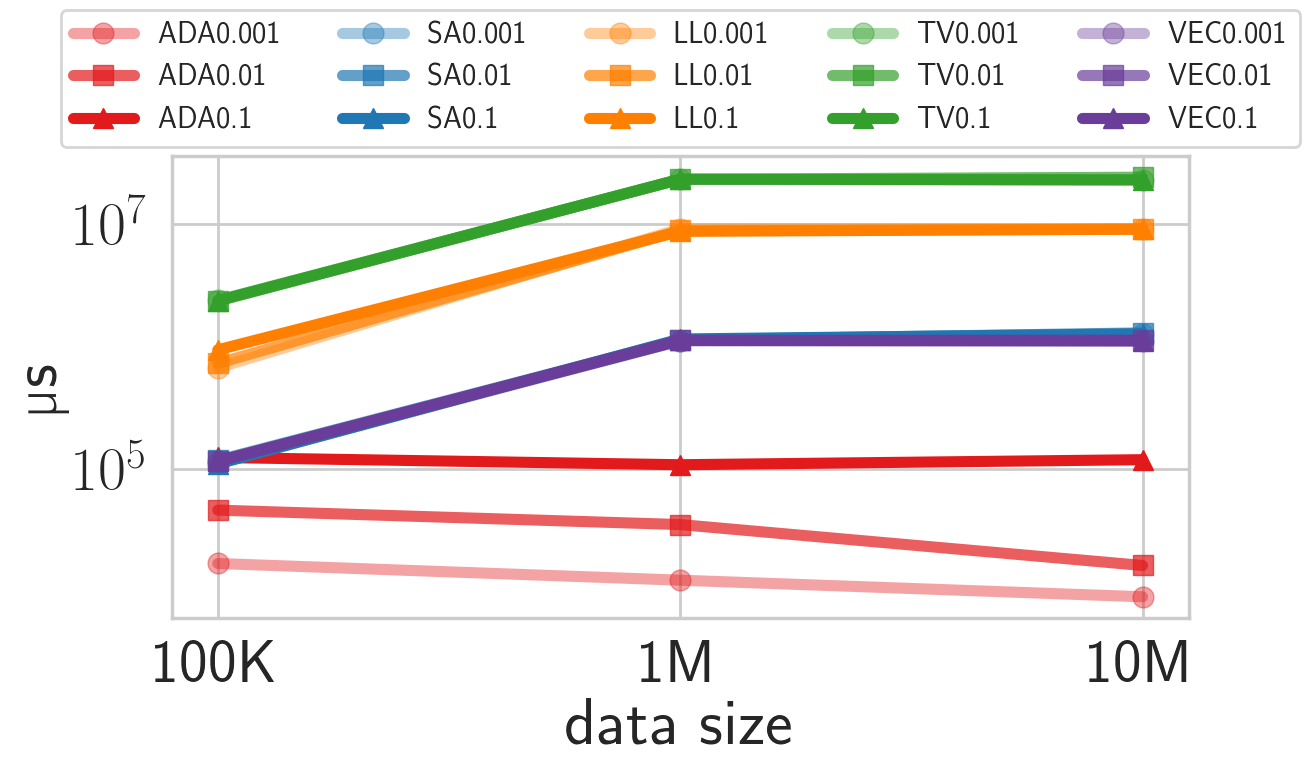 ADA0.001 SA0.001 LL0.001 TV0.001 VEC0.001
ADA0.01 SA0.01 LL0.01 TV0.01 VEC0.01
ADA0.1 SA0.1 LL0.1 TV0.1 VEC0.1
10^7
µs
10^5
100K 1M 10M
data size